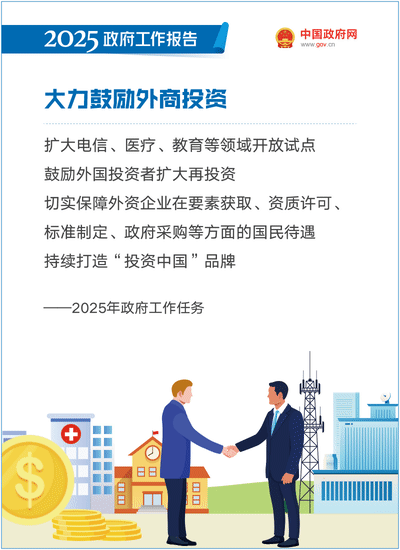 2025 政府工作报告
中国政府网
www.gov.cn
大力鼓励外商投资
扩大电信、医疗、教育等领域开放试点
鼓励外国投资者扩大再投资
切实保障外资企业在要素获取、资质许可、
标准制定、政府采购等方面的国民待遇
持续打造“投资中国”品牌
——2025年政府工作任务
$